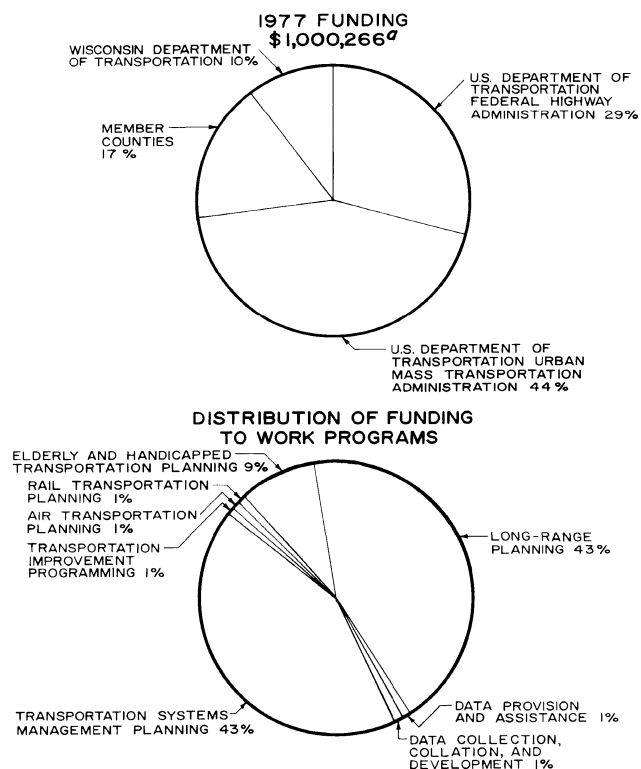 1977 FUNDING
$1,000,266a
WISCONSIN DEPARTMENT
OF TRANSPORTATION 10%
U.S. DEPARTMENT OF
TRANSPORTATION
FEDERAL HIGHWAY
ADMINISTRATION 29%
MEMBER
COUNTIES
17 %
U.S. DEPARTMENT OF
TRANSPORTATION URBAN
MASS TRANSPORTATION
ADMINISTRATION 44%
DISTRIBUTION OF FUNDING
TO WORK PROGRAMS
ELDERLY AND HANDICAPPED
TRANSPORTATION PLANNING 9%
RAIL TRANSPORTATION
PLANNING 1%
AIR TRANSPORTATION
PLANNING 1%
TRANSPORTATION
IMPROVEMENT
PROGRAMMING 1%
LONG-RANGE
PLANNING 43%
TRANSPORTATION SYSTEMS
MANAGEMENT PLANNING 43%
DATA PROVISION
AND ASSISTANCE 1%
DATA COLLECTION,
COLLATION, AND
DEVELOPMENT 1%